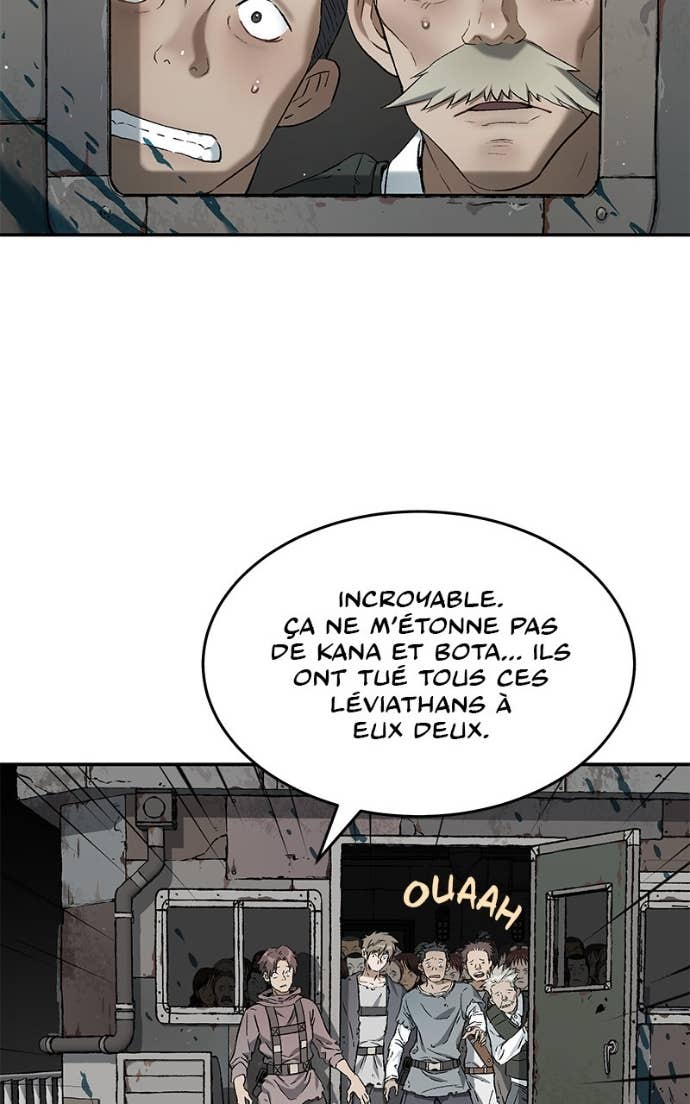 INCROYABLE.
ÇA NE M'ÉTONNE PAS
DE KANA ET BOTA... ILS
ONT TUÉ TOUS CES
LÉVIATHANS À
EUX DEUX.
OUAAH